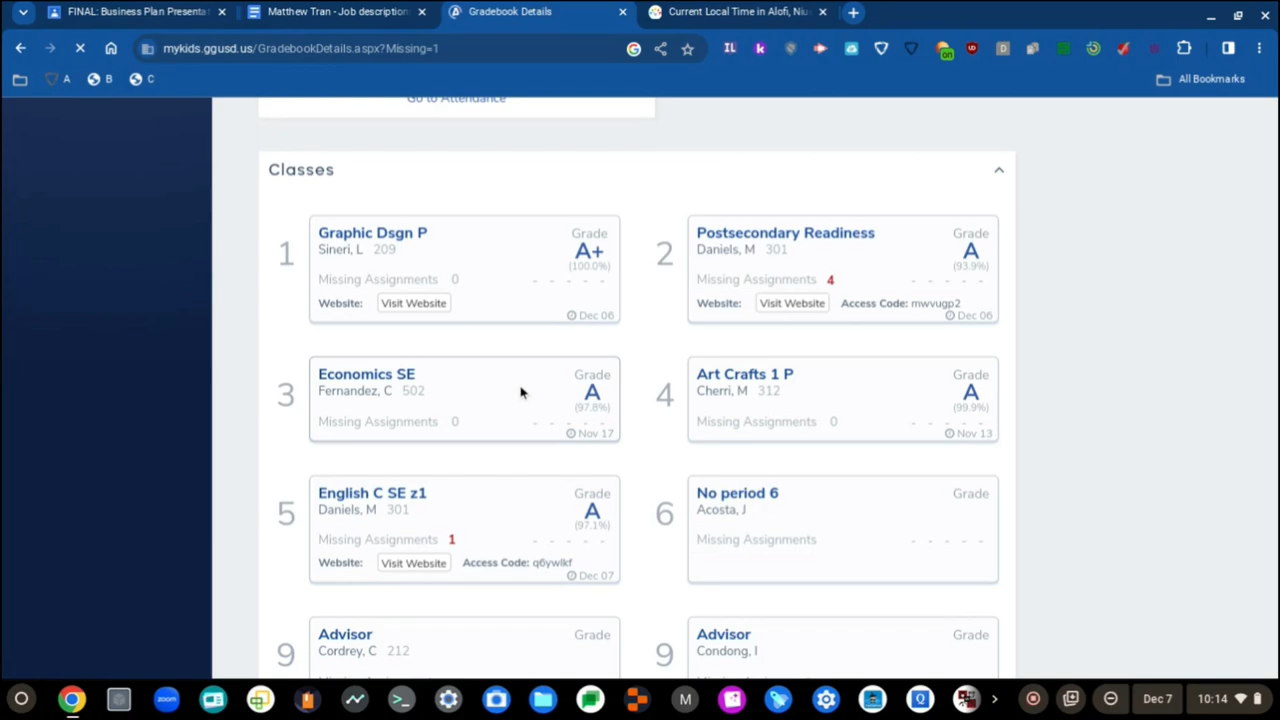 FINAL: Business Plan Presenta
Matthew Tran - Job description
Gradebook Details
Current Local Time in Alofi, Niu
mykids.ggusd.us/GradebookDetails.aspx?Missing=1
A B C
All Bookmarks
Go to Attendance
Classes
1
Graphic Dsgn P
Sineri, L 209
Grade
A+
(100.0%)
Missing Assignments 0
Website: Visit Website
Dec 06
2
Postsecondary Readiness
Daniels, M 301
Grade
A
(93.9%)
Missing Assignments 4
Website: Visit Website Access Code: mwvugp2
Dec 06
3
Economics SE
Fernandez, C 502
Grade
A
(97.8%)
Missing Assignments 0
Nov 17
4
Art Crafts 1 P
Cherri, M 312
Grade
A
(99.9%)
Missing Assignments 0
Nov 13
5
English C SE z1
Daniels, M 301
Grade
A
(97.1%)
Missing Assignments 1
Website: Visit Website Access Code: q6ywlkf
Dec 07
6
No period 6
Acosta, J
Grade
Missing Assignments
9
Advisor
Cordrey, C 212
Grade
9
Advisor
Condong, I
Grade
zoom
Dec 7
10:14